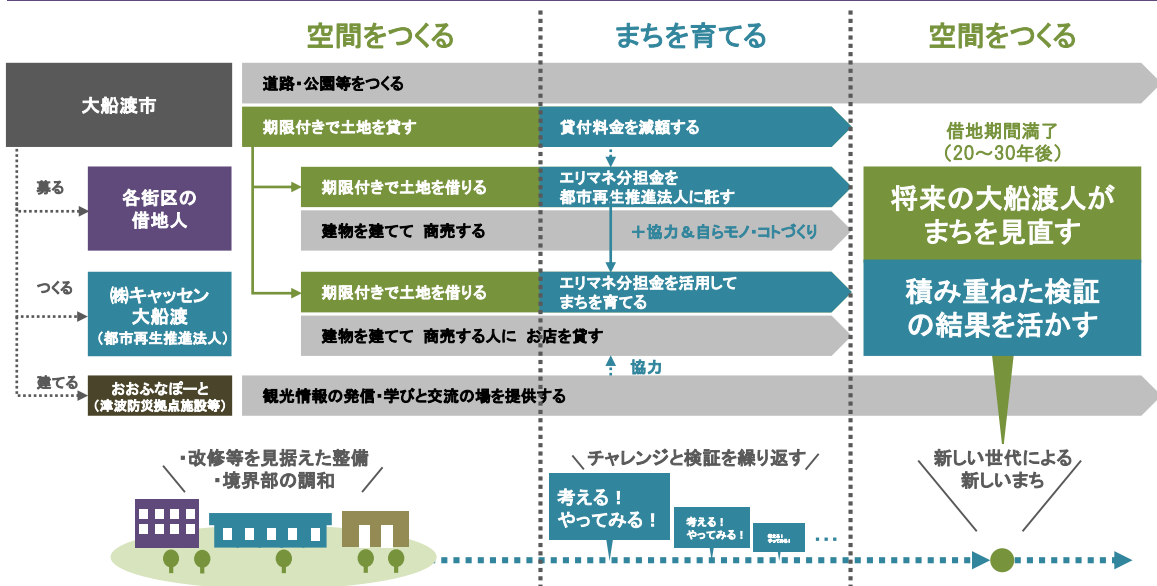 空間をつくる
まちを育てる
空間をつくる
大船渡市
道路・公園等をつくる
期限付きで土地を貸す
貸付料金を減額する
借地期間満了
（20～30年後）
募る
各街区の
借地人
期限付きで土地を借りる
エリマネ分担金を
都市再生推進法人に託す
建物を建てて 商売する
＋協力＆自らモノ・コトづくり
将来の大船渡人が
まちを見直す
つくる
㈱キャッセン
大船渡
（都市再生推進法人）
期限付きで土地を借りる
エリマネ分担金を活用して
まちを育てる
建物を建てて 商売する人に お店を貸す
積み重ねた検証
の結果を活かす
協力
建てる
おおふなぽーと
（津波防災拠点施設等）
観光情報の発信・学びと交流の場を提供する
・改修等を見据えた整備
・境界部の調和
チャレンジと検証を繰り返す
新しい世代による
新しいまち
考える！
やってみる！
考える！
やってみる！
考える！
やってみる！
…